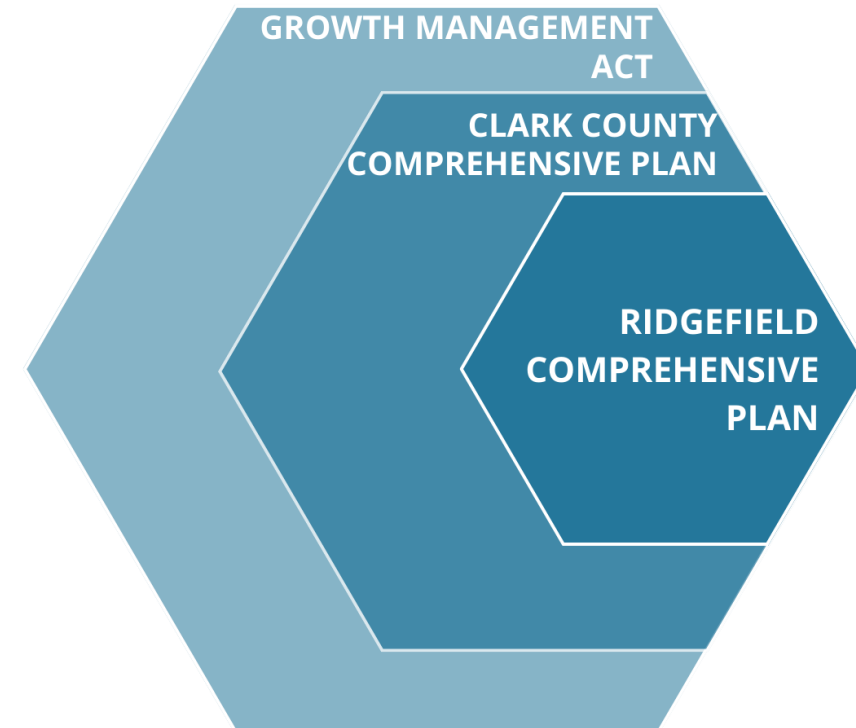 GROWTH MANAGEMENT
ACT
CLARK COUNTY
COMPREHENSIVE PLAN
RIDGEFIELD
COMPREHENSIVE
PLAN